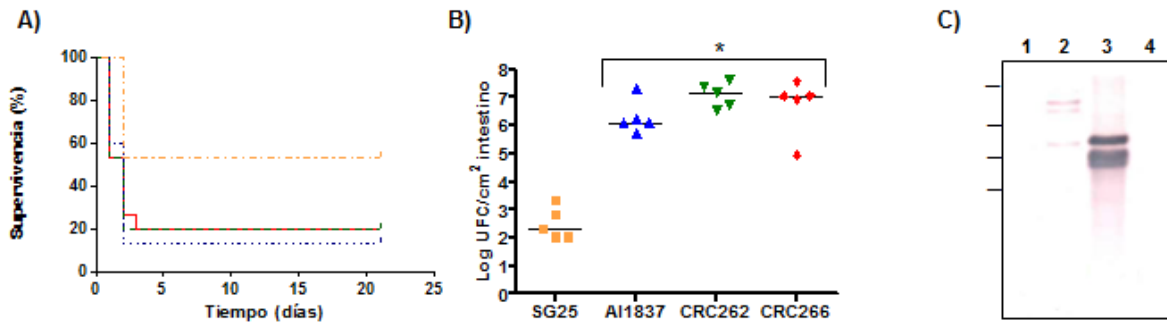 A)
Supervivencia (%)
100
80
60
40
20
0
0 5 10 15 20 25
Tiempo (días)
B)
*
Log UFC/cm² intestino
8
7
6
5
4
3
2
1
0
SG25 AI1837 CRC262 CRC266
C)
1 2 3 4